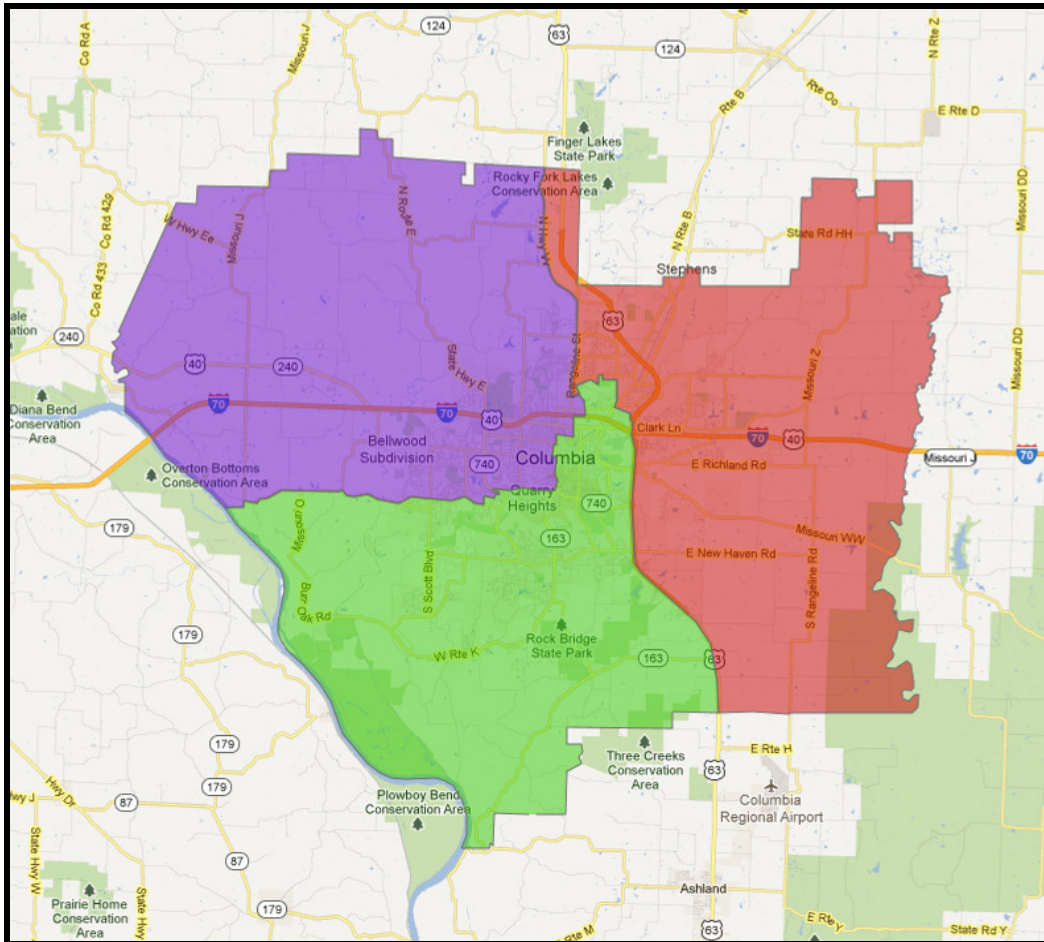 Co Rd A
Missouri J
124
63
124
N Rte Z
Rte B
Rte Oo
E Rte D
Finger Lakes
State Park
Rocky Fork Lakes
Conservation Area
Co Rd 433
Co Rd 429
W Hwy Ee
Missouri J
N Route E
N Hwy Vv
N Rte B
State Rd HH
Missouri DD
Stephens
Missouri DD
240
63
Rangeline St
40
240
State Hwy E
Missouri Z
70
70
40
Diana Bend
Conservation
Area
Bellwood
Subdivision
Clark Ln
70
40
Missouri J
70
740
Columbia
E Richland Rd
Overton Bottoms
Conservation Area
Quarry
Heights
740
179
Missouri O
163
Missouri WW
E New Haven Rd
S Scott Blvd
S Rangeline Rd
Burr Oak Rd
179
Rock Bridge
State Park
W Rte K
163
63
179
Three Creeks
Conservation
Area
E Rte H
63
Hwy J
Hwy Dr
87
179
Plowboy Bend
Conservation Area
Columbia
Regional Airport
State Hwy W
87
Prairie Home
Conservation
Area
State Hwy
179
Ashland
E Rte M
E Rte Y
State Rd Y